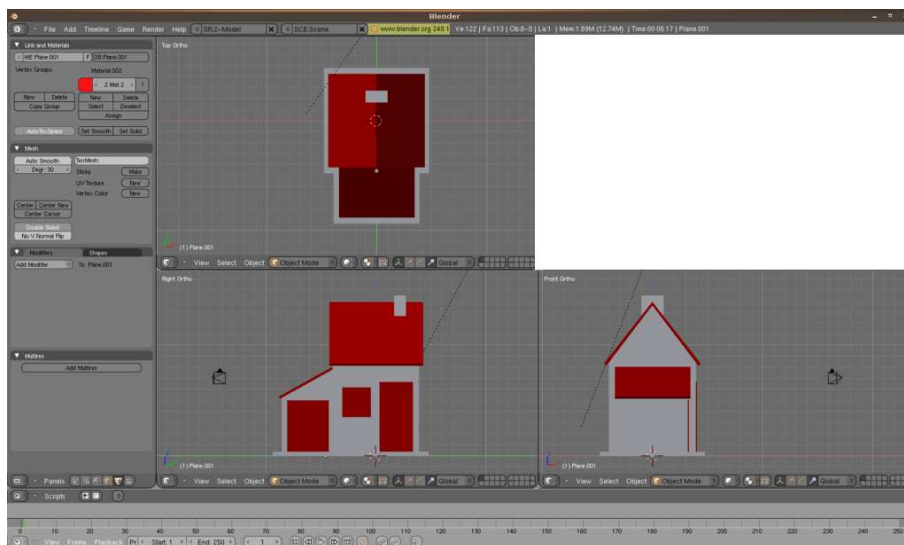 Blender
File Add Timeline Game Render Help SR:2-Model SCE:Scene www.blender.org 248.1 Ve:122 | Fa:113 | Ob:8-0 | La:1 | Mem:1.89M (12.74M) | Time:00:06.17 | Plane.001
Link and Materials
ME:Plane.001 F OB:Plane.001
Vertex Groups Material.002
2 Mat 2 ?
New Delete New Delete
Copy Group Select Deselect
Assign
AutoTexSpace Set Smooth Set Solid
Mesh
Auto Smooth TexMesh:
Degr: 30 Sticky Make
UV Texture New
Vertex Color New
Center Center New
Center Cursor
Double Sided
No V.Normal Flip
Modifiers Shapes
Add Modifier To: Plane.001
Multires
Add Multires
Top Ortho
(1) Plane.001
View Select Object Object Mode Global
Right Ortho
(1) Plane.001
View Select Object Object Mode Global
Front Ortho
(1) Plane.001
View Select Object Object Mode Global
Panels
Scripts
0 10 20 30 40 50 60 70 80 90 100 110 120 130 140 150 160 170 180 190 200 210 220 230 240 250
View Frame Playback Pr Start: 1 End: 250 1